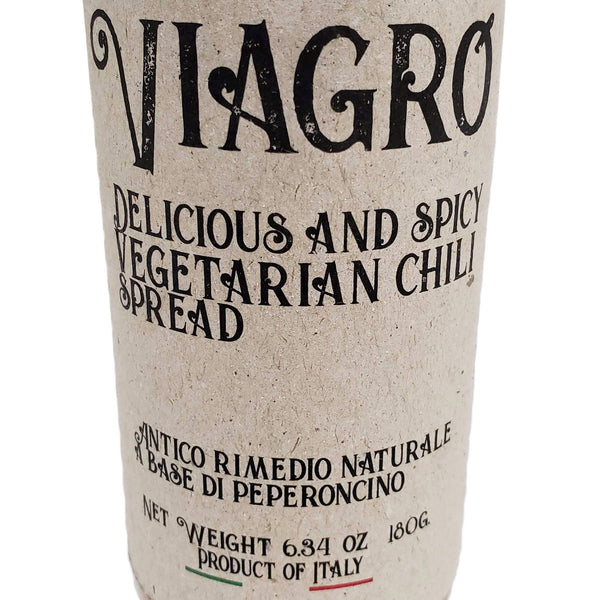 VIAGRO
DELICIOUS AND SPICY
VEGETARIAN CHILI
SPREAD
ANTICO RIMEDIO NATURALE
A BASE DI PEPERONCINO
NET WEIGHT 6.34 OZ 180G.
PRODUCT OF ITALY